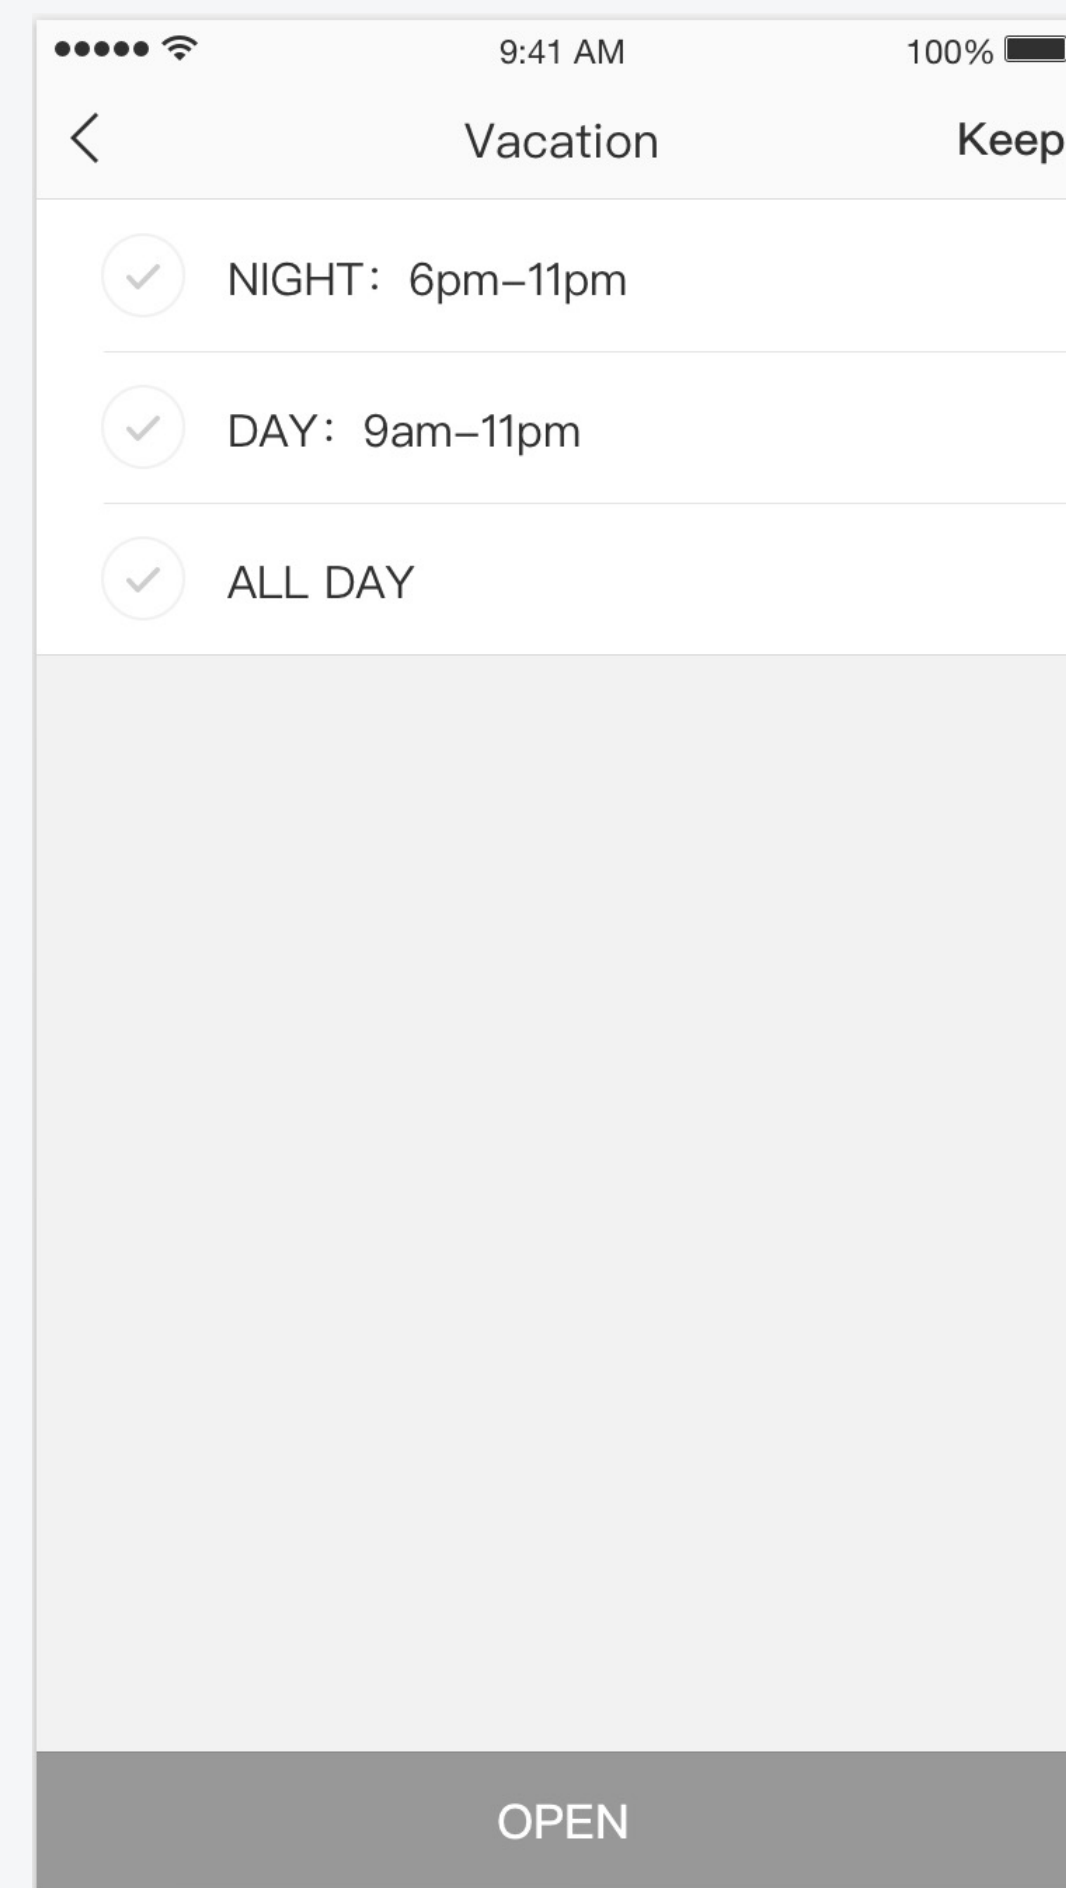 9:41 AM 100%
Vacation Keep
NIGHT：6pm–11pm
DAY：9am–11pm
ALL DAY
OPEN